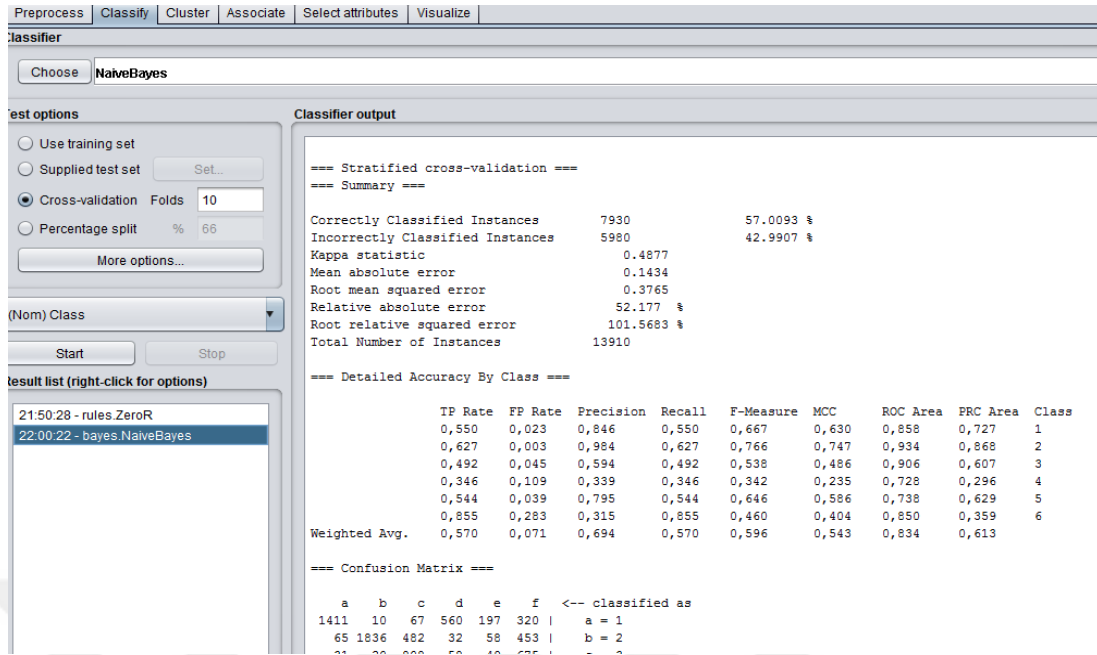 Preprocess Classify Cluster Associate Select attributes Visualize
Classifier
Choose NaiveBayes
Test options
Use training set
Supplied test set Set...
Cross-validation Folds 10
Percentage split % 66
More options...
(Nom) Class
Start Stop
Result list (right-click for options)
21:50:28 - rules.ZeroR
22:00:22 - bayes.NaiveBayes
Classifier output
=== Stratified cross-validation ===
=== Summary ===
Correctly Classified Instances 7930 57.0093 %
Incorrectly Classified Instances 5980 42.9907 %
Kappa statistic 0.4877
Mean absolute error 0.1434
Root mean squared error 0.3765
Relative absolute error 52.177 %
Root relative squared error 101.5683 %
Total Number of Instances 13910
=== Detailed Accuracy By Class ===
TP Rate FP Rate Precision Recall F-Measure MCC ROC Area PRC Area Class
0,550 0,023 0,846 0,550 0,667 0,630 0,858 0,727 1
0,627 0,003 0,984 0,627 0,766 0,747 0,934 0,868 2
0,492 0,045 0,594 0,492 0,538 0,486 0,906 0,607 3
0,346 0,109 0,339 0,346 0,342 0,235 0,728 0,296 4
0,544 0,039 0,795 0,544 0,646 0,586 0,738 0,629 5
0,855 0,283 0,315 0,855 0,460 0,404 0,850 0,359 6
Weighted Avg. 0,570 0,071 0,694 0,570 0,596 0,543 0,834 0,613
=== Confusion Matrix ===
a b c d e f <-- classified as
1411 10 67 560 197 320 | a = 1
65 1836 482 32 58 453 | b = 2